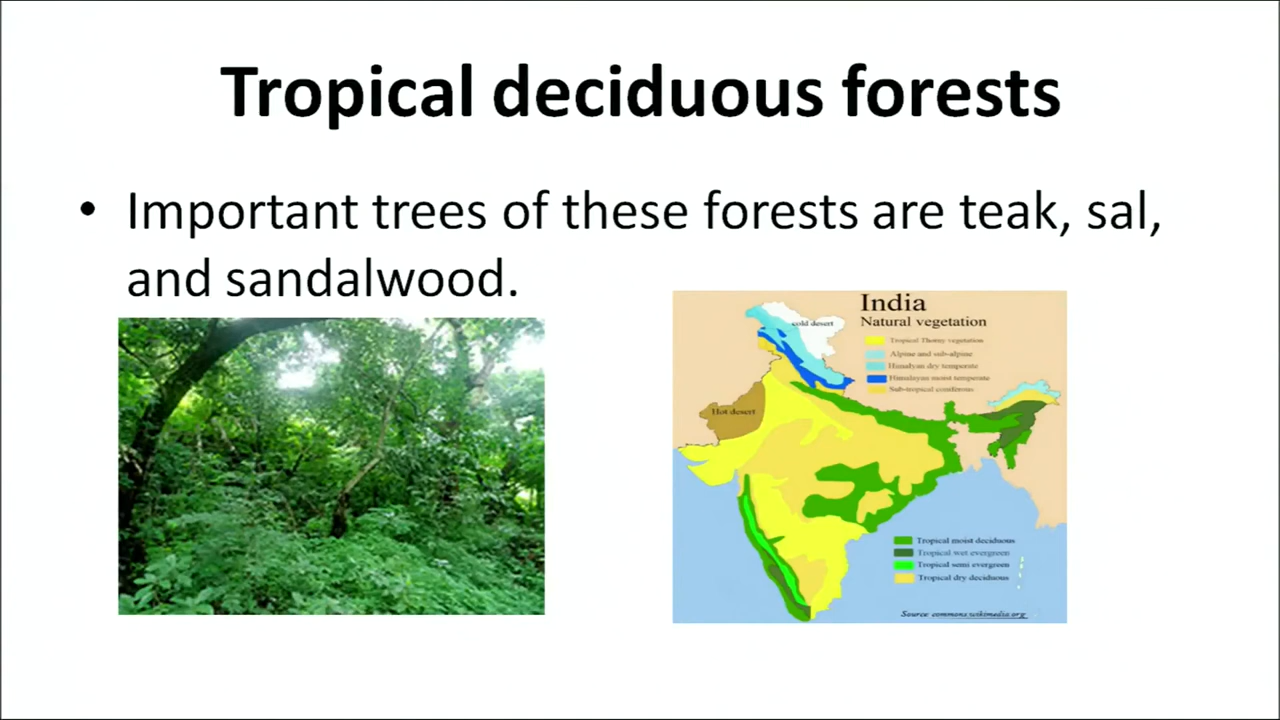 Tropical deciduous forests
• Important trees of these forests are teak, sal,
and sandalwood.
India
Natural vegetation
Tropical Thorny vegetation
Alpine and sub-alpine
Himalyan dry temperate
Himalayan moist temperate
Sub-tropical coniferous
cold desert
Hot desert
Tropical moist deciduous
Tropical wet evergreen
Tropical semi evergreen
Tropical dry deciduous
Source: commons.wikimedia.org